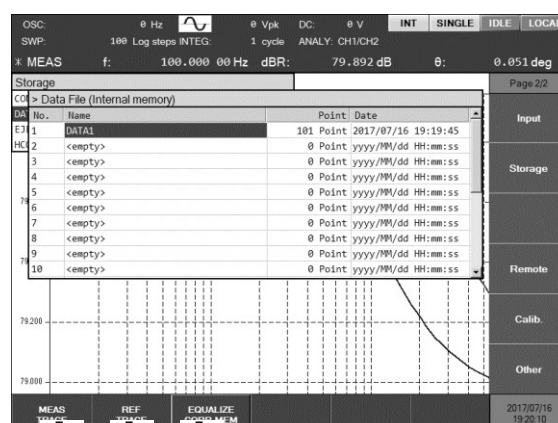 OSC: 0 Hz 0 Vpk DC: 0 V INT SINGLE IDLE LOCA
SWP: 100 Log steps INTEG: 1 cycle ANALY: CH1/CH2
* MEAS f: 100.000 00 Hz dBR: 79.892 dB θ: 0.051 deg
Storage Page 2/2
> Data File (Internal memory)
No. Name Point Date
1 DATA1 101 Point 2017/07/16 19:19:45
Input
2 <empty> 0 Point yyyy/MM/dd HH:mm:ss
3 <empty> 0 Point yyyy/MM/dd HH:mm:ss
4 <empty> 0 Point yyyy/MM/dd HH:mm:ss
Storage
5 <empty> 0 Point yyyy/MM/dd HH:mm:ss
6 <empty> 0 Point yyyy/MM/dd HH:mm:ss
7 <empty> 0 Point yyyy/MM/dd HH:mm:ss
8 <empty> 0 Point yyyy/MM/dd HH:mm:ss
9 <empty> 0 Point yyyy/MM/dd HH:mm:ss
10 <empty> 0 Point yyyy/MM/dd HH:mm:ss
Remote
79.200
Calib.
Other
79.000
MEAS TRACE
REF TRACE
EQUALIZE CORR MEM
2017/07/16
19:20:10